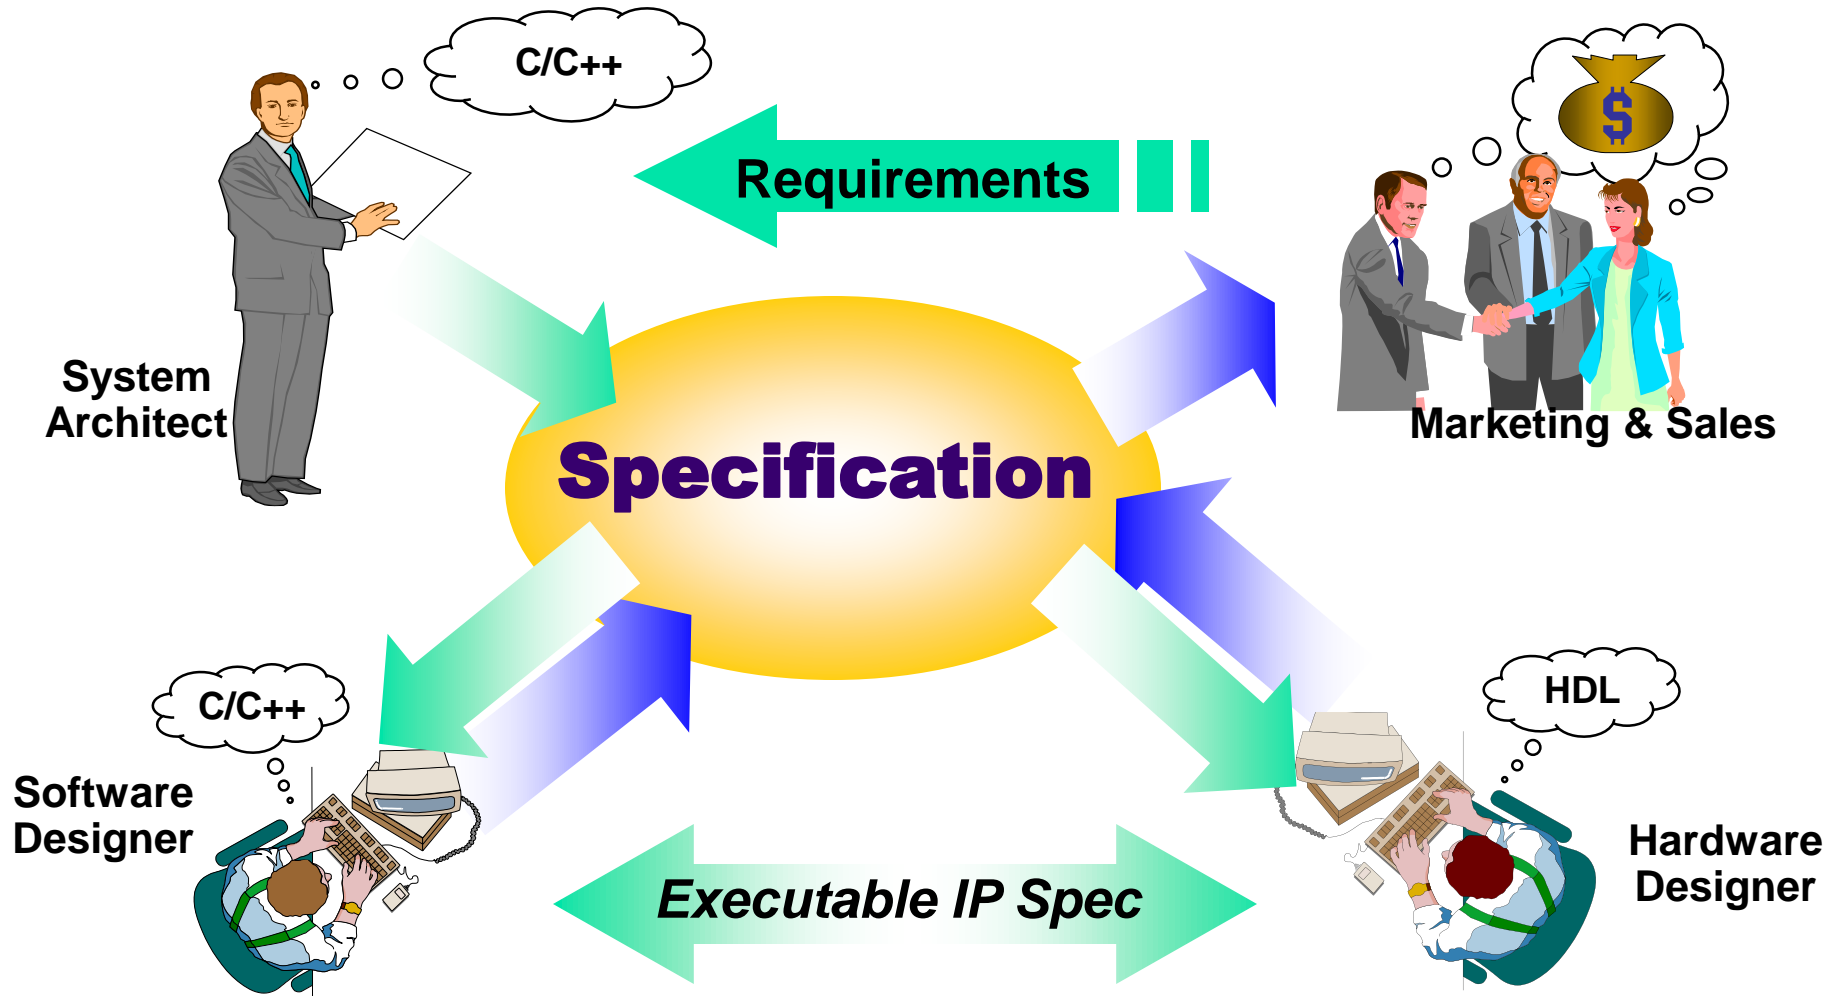 C/C++
Requirements
$
System
Architect
Marketing & Sales
Specification
C/C++
HDL
Software
Designer
Hardware
Designer
Executable IP Spec